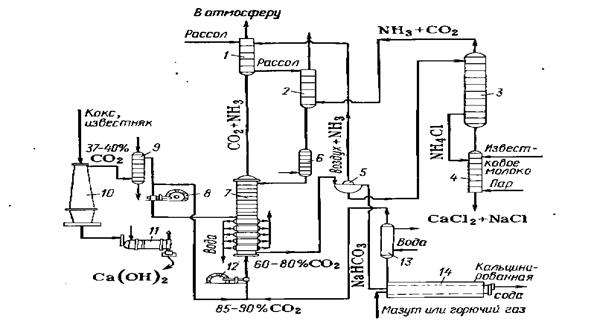 В атмосферу
Рассол
1
Рассол
2
NH₃+CO₂
3
Кокс,
известняк
37-40%
CO₂
9
CO₂+NH₃
6
Воздух+NH₃
5
NH₄Cl
Извест-
ковое
молоко
4
Пар
CaCl₂+NaCl
10
8
7
11
Ca(OH)₂
Вода
12
60-80%CO₂
85-90%CO₂
NaHCO₃
Вода
13
14
Кальцини-
рованная
сода
Мазут или горючий газ